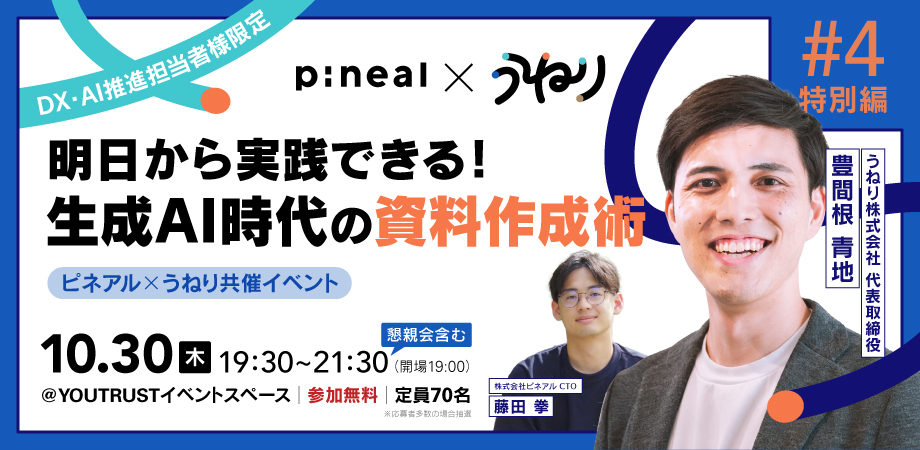 DX・AI推進担当者様限定
p:neal × うねり
#4
特別編
明日から実践できる!
生成AI時代の資料作成術
ピネアル×うねり共催イベント
懇親会含む
10.30 木 19:30~21:30 (開場19:00)
@YOUTRUSTイベントスペース | 参加無料 | 定員70名
※応募者多数の場合抽選
株式会社ピネアル CTO
藤田 拳
うねり株式会社 代表取締役
豊間根 青地